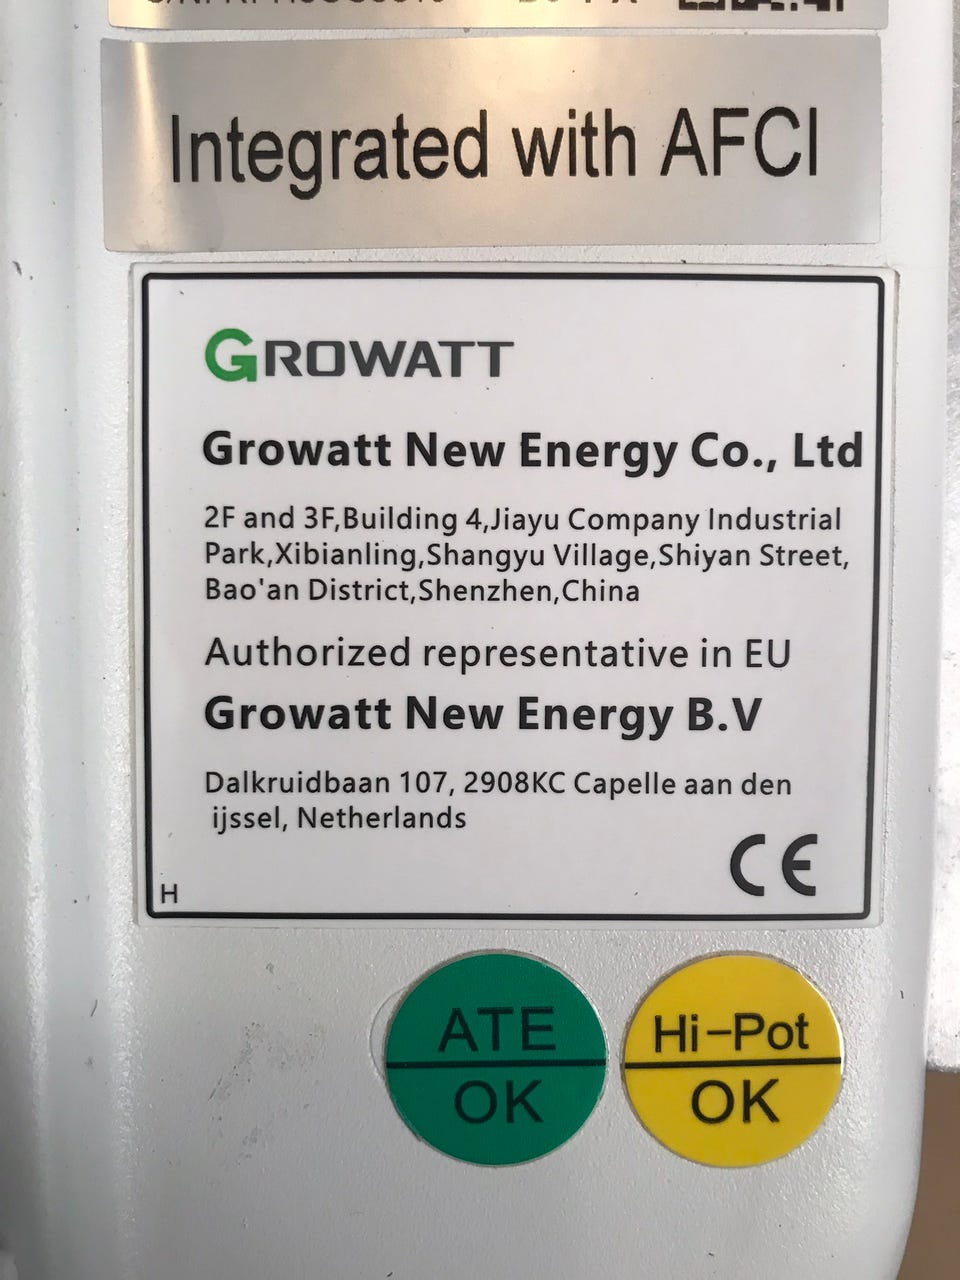 Integrated with AFCI
GROWATT
Growatt New Energy Co., Ltd
2F and 3F,Building 4,Jiayu Company Industrial
Park,Xibianling,Shangyu Village,Shiyan Street,
Bao'an District,Shenzhen,China
Authorized representative in EU
Growatt New Energy B.V
Dalkruidbaan 107, 2908KC Capelle aan den
ijssel, Netherlands
CE
H
ATE
OK
Hi-Pot
OK